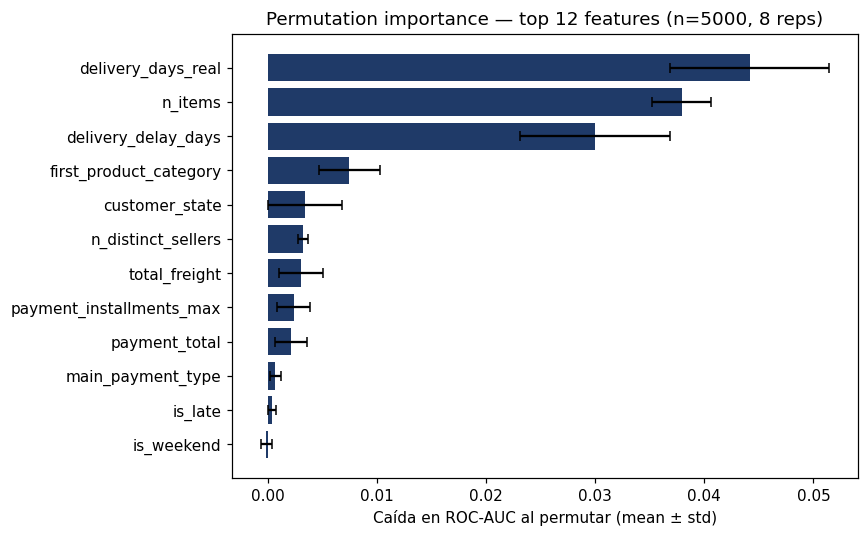 Permutation importance — top 12 features (n=5000, 8 reps)
delivery_days_real
n_items
delivery_delay_days
first_product_category
customer_state
n_distinct_sellers
total_freight
payment_installments_max
payment_total
main_payment_type
is_late
is_weekend
0.00 0.01 0.02 0.03 0.04 0.05
Caída en ROC-AUC al permutar (mean ± std)